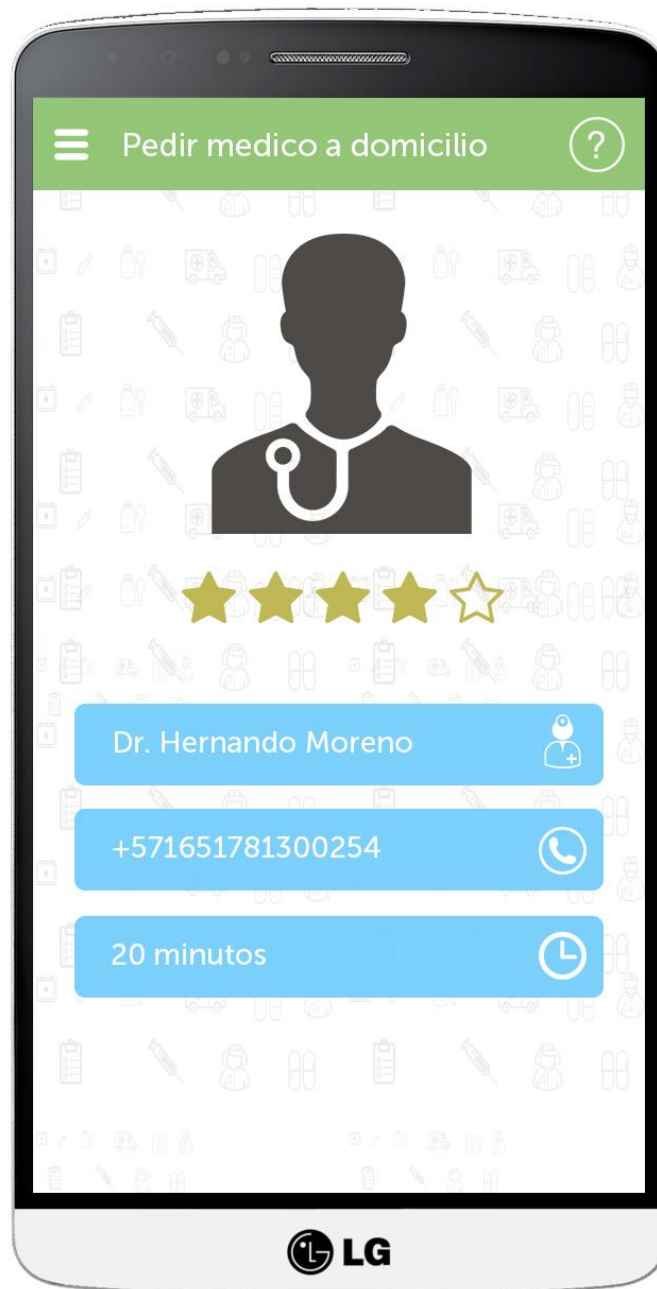 Pedir medico a domicilio
?
Dr. Hernando Moreno
+571651781300254
20 minutos
LG